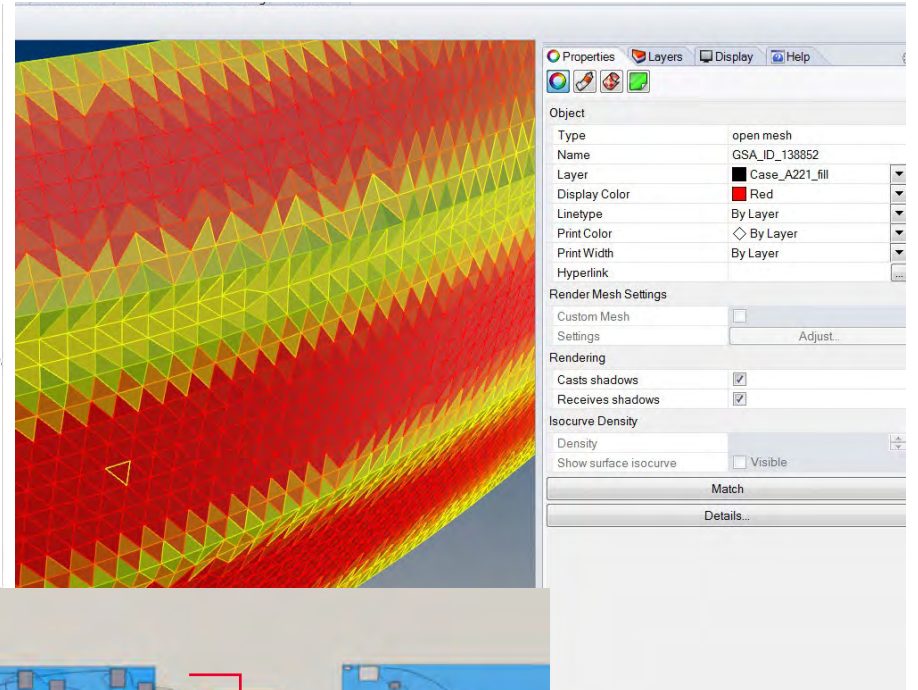 Properties Layers Display Help
Object
Type open mesh
Name GSA_ID_138852
Layer Case_A221_fill
Display Color Red
Linetype By Layer
Print Color By Layer
Print Width By Layer
Hyperlink ...
Render Mesh Settings
Custom Mesh
Settings Adjust...
Rendering
Casts shadows
Receives shadows
Isocurve Density
Density
Show surface isocurve Visible
Match
Details...